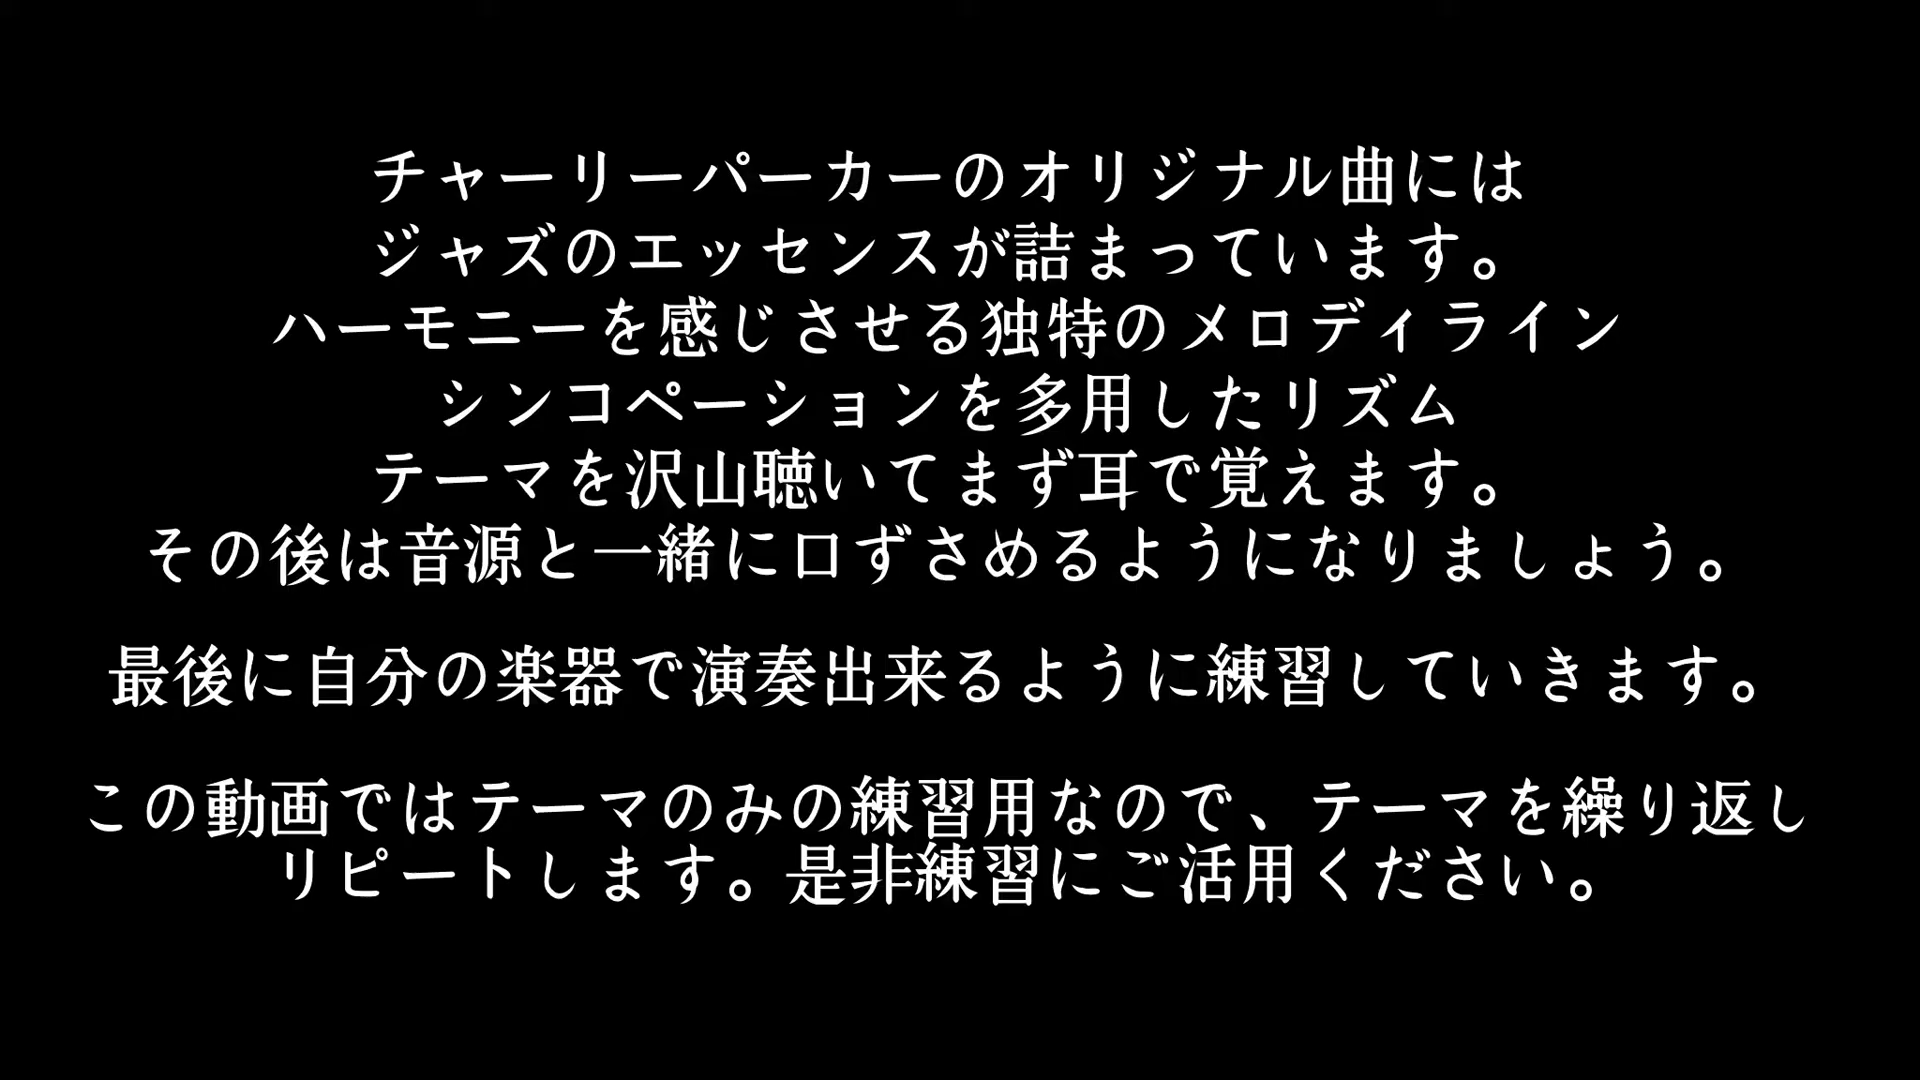 チャーリーパーカーのオリジナル曲には
ジャズのエッセンスが詰まっています。
ハーモニーを感じさせる独特のメロディライン
シンコペーションを多用したリズム
テーマを沢山聴いてまず耳で覚えます。
その後は音源と一緒に口ずさめるようになりましょう。
最後に自分の楽器で演奏出来るように練習していきます。
この動画ではテーマのみの練習用なので、テーマを繰り返し
リピートします。是非練習にご活用ください。